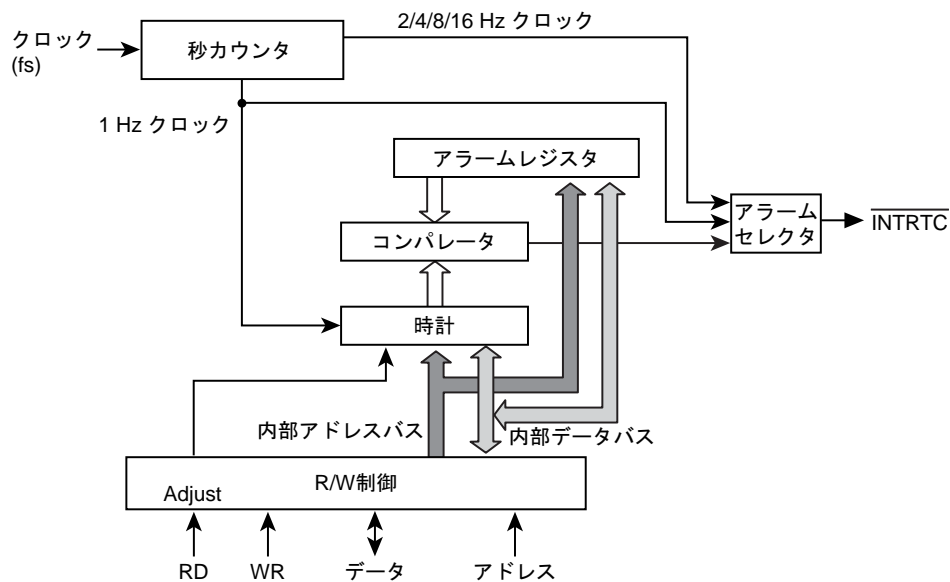 2/4/8/16 Hz クロック
クロック
(fs)
秒カウンタ
1 Hz クロック
アラームレジスタ
アラーム
セレクタ
INTRTC
コンパレータ
時計
内部アドレスバス
内部データバス
R/W制御
Adjust
RD
WR
データ
アドレス